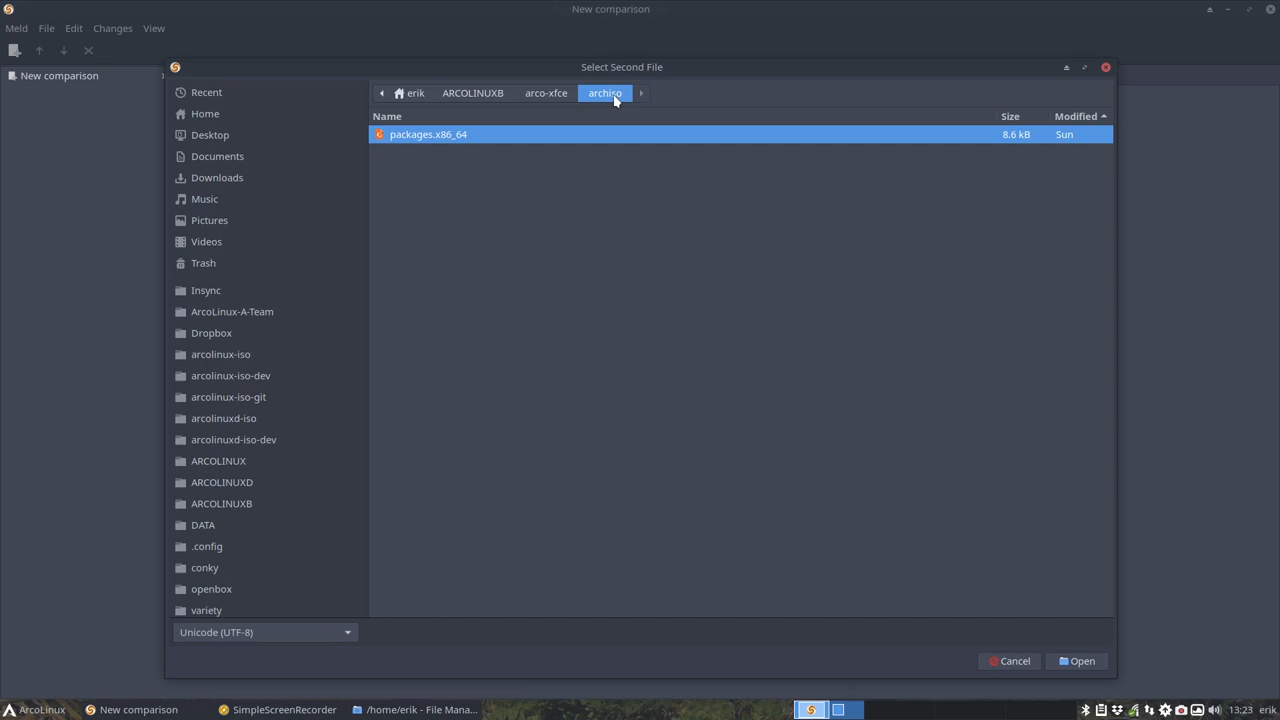 New comparison
Meld File Edit Changes View
New comparison
Select Second File
Recent
Home
Desktop
Documents
Downloads
Music
Pictures
Videos
Trash
Insync
ArcoLinux-A-Team
Dropbox
arcolinux-iso
arcolinux-iso-dev
arcolinux-iso-git
arcolinuxd-iso
arcolinuxd-iso-dev
ARCOLINUX
ARCOLINUXD
ARCOLINUXB
DATA
.config
conky
openbox
variety
erik ARCOLINUXB arco-xfce archiso
Name Size Modified
packages.x86_64 8.6 kB Sun
Unicode (UTF-8)
Cancel Open
ArcoLinux New comparison SimpleScreenRecorder /home/erik - File Mana... 13:23 erik